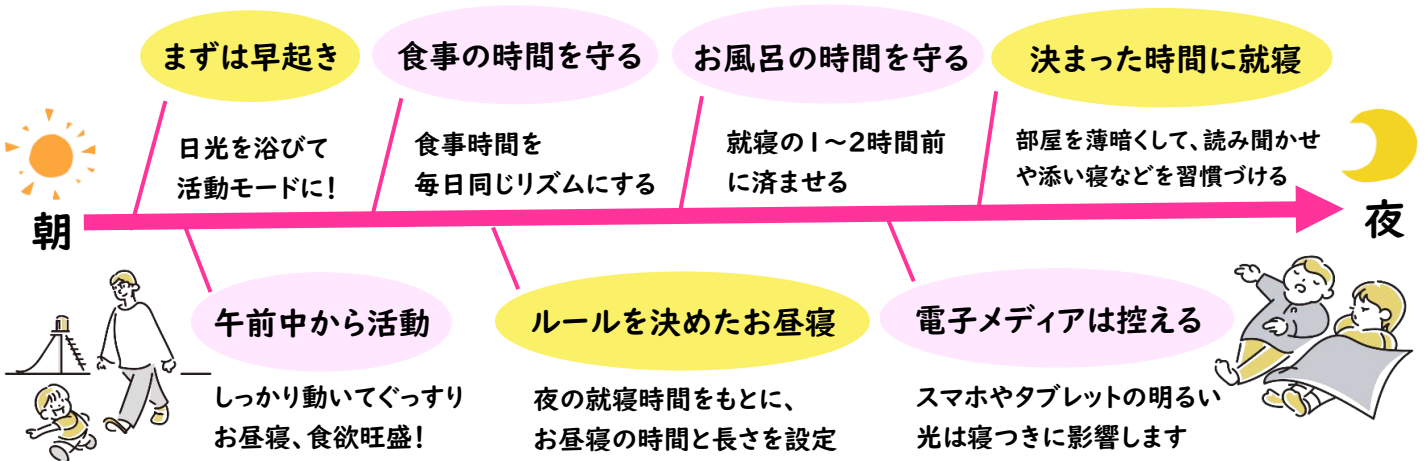 まずは早起き
食事の時間を守る
お風呂の時間を守る
決まった時間に就寝
日光を浴びて
活動モードに!
食事時間を
毎日同じリズムにする
就寝の1〜2時間前
に済ませる
部屋を薄暗くして、読み聞かせ
や添い寝などを習慣づける
朝
夜
午前中から活動
ルールを決めたお昼寝
電子メディアは控える
しっかり動いてぐっすり
お昼寝、食欲旺盛!
夜の就寝時間をもとに、
お昼寝の時間と長さを設定
スマホやタブレットの明るい
光は寝つきに影響します